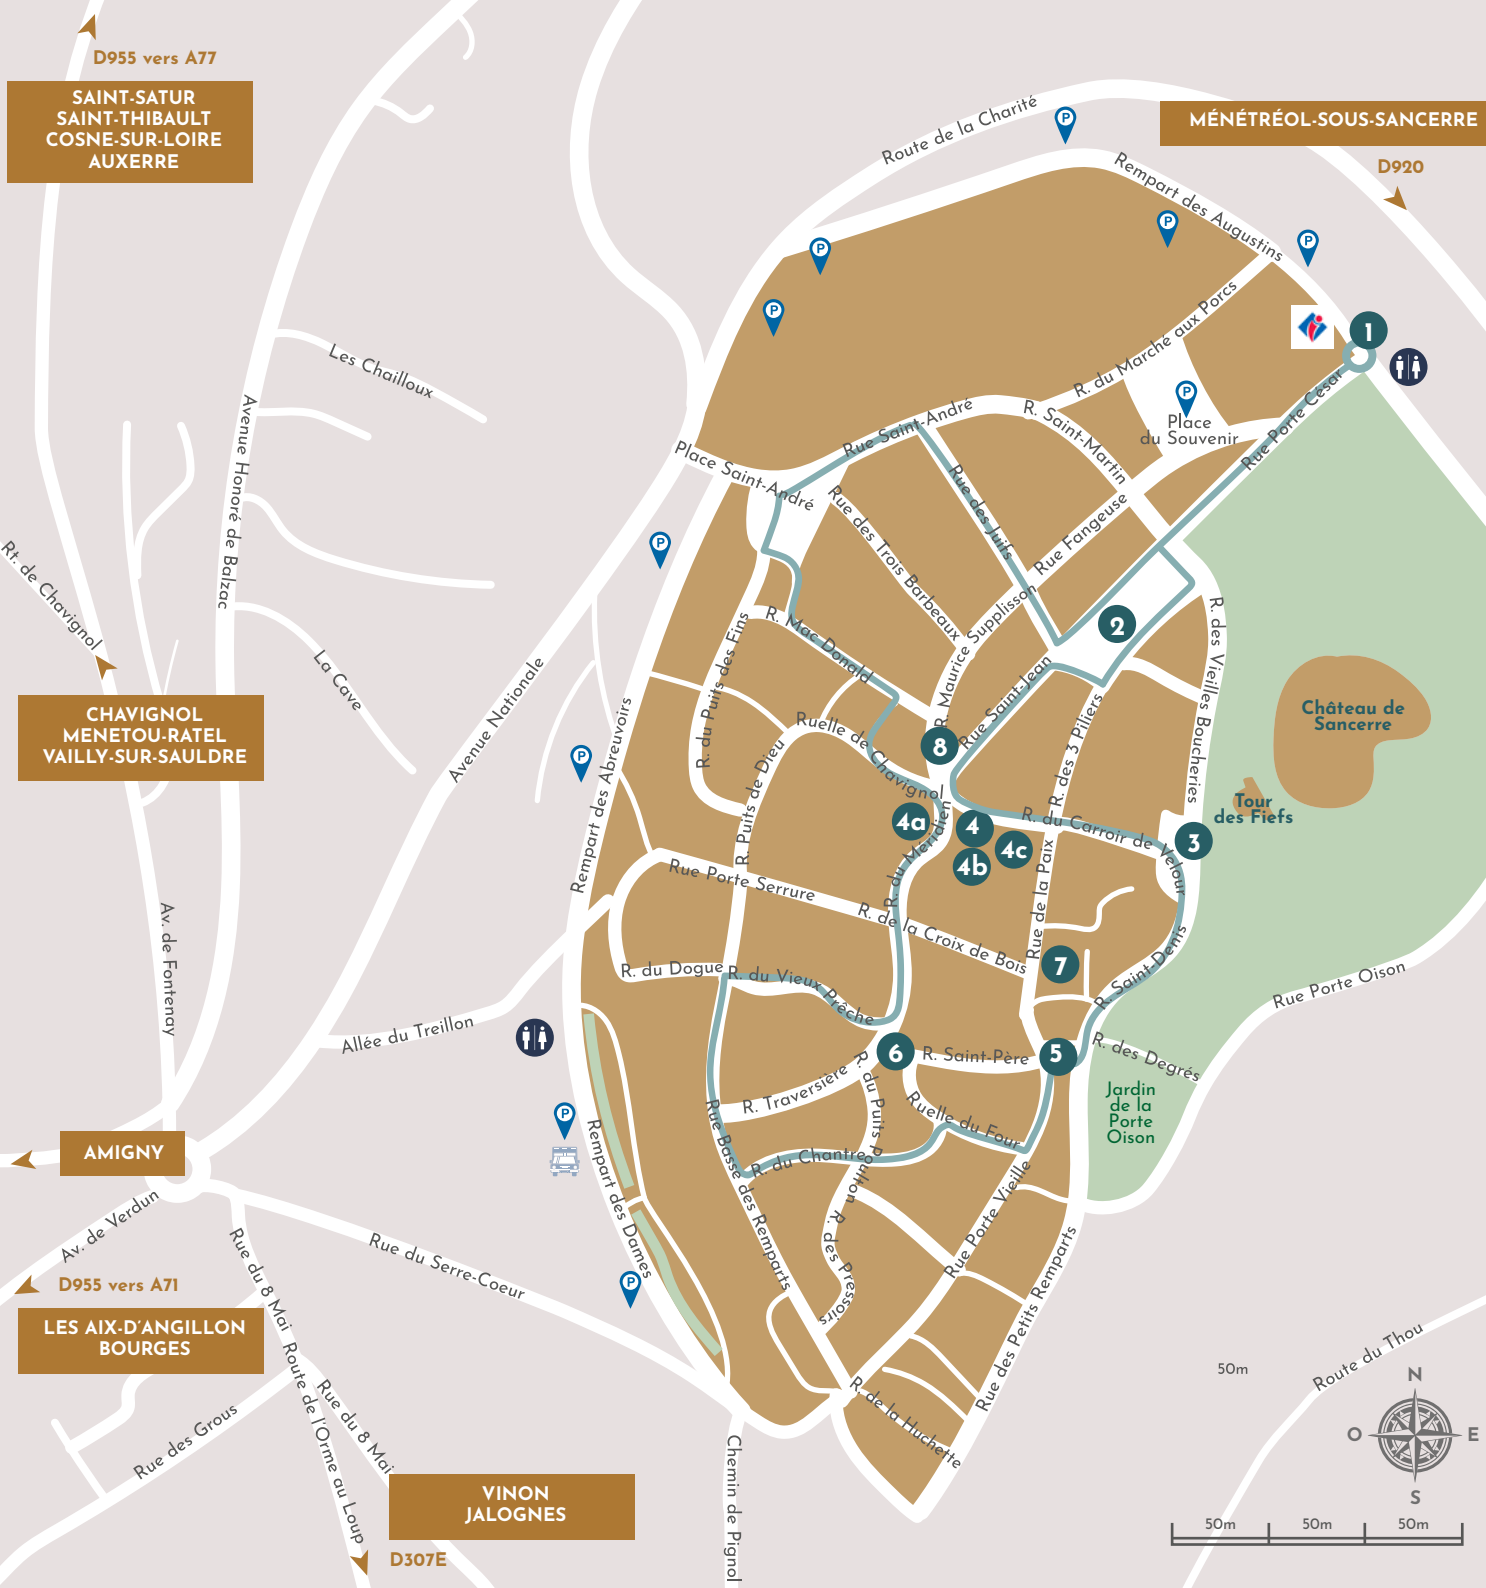 D955 vers A77
SAINT-SATUR
SAINT-THIBAULT
COSNE-SUR-LOIRE
AUXERRE
Route de la Charité
P
MÉNÉTRÉOL-SOUS-SANCERRE
D920
Rempart des Augustins
P
P
P
P
R. du Marché aux Porcs
1
Les Chailloux
P
Place
du Souvenir
Rue Porte César
Avenue Honoré de Balzac
Place Saint-André
Rue Saint-André
R. Saint-Martin
Rue des Juifs
Rue des Trois Barbeaux
Rue Fangeuse
P
Rt. de Chavignol
La Cave
Avenue Nationale
R. Mac Donald
R. Maurice Supplisson
2
R. des Vieilles Boucheries
R. du Puits des Fins
Rue Saint-Jean
R. des 3 Piliers
CHAVIGNOL
MENETOU-RATEL
VAILLY-SUR-SAULDRE
Château de
Sancerre
Tour
des Fiefs
P
Rempart des Abreuvoirs
R. Puits de Dieu
Ruelle de Chavignol
8
4a
4
4b
4c
R. du Méridien
R. du Carroir de Velour
3
Rue Porte Serrure
R. de la Croix de Bois
Rue de la Paix
7
R. Saint-Denis
Rue Porte Oison
Av. de Fontenay
R. du Dogue
R. du Vieux Prêche
Allée du Treillon
6
R. Saint-Père
5
R. des Degrés
Jardin
de la
Porte
Oison
P
R. Traversière
R. du Puits Poulton
Ruelle du Four
R. du Chantre
AMIGNY
Av. de Verdun
Rempart des Dames
Rue Basse des Remparts
R. des Pressoirs
Rue Porte Vieille
Rue des Petits Remparts
Rue du Serre-Coeur
P
D955 vers A71
LES AIX-D'ANGILLON
BOURGES
Rue du 8 Mai
Route de l'Orme au Loup
Rue du 8 Mai
Rue des Grous
R. de la Huchette
Chemin de Pignol
VINON
JALOGNES
D307E
Route du Thou
50m
N
O
E
S
50m
50m
50m